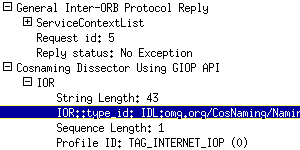 General Inter-ORB Protocol Reply
ServiceContextList
Request id: 5
Reply status: No Exception
Cosnaming Dissector Using GIOP API
IOR
String Length: 43
IOR::type_id: IDL:omg.org/CosNaming/Namin
Sequence Length: 1
Profile ID: TAG_INTERNET_IOP (0)